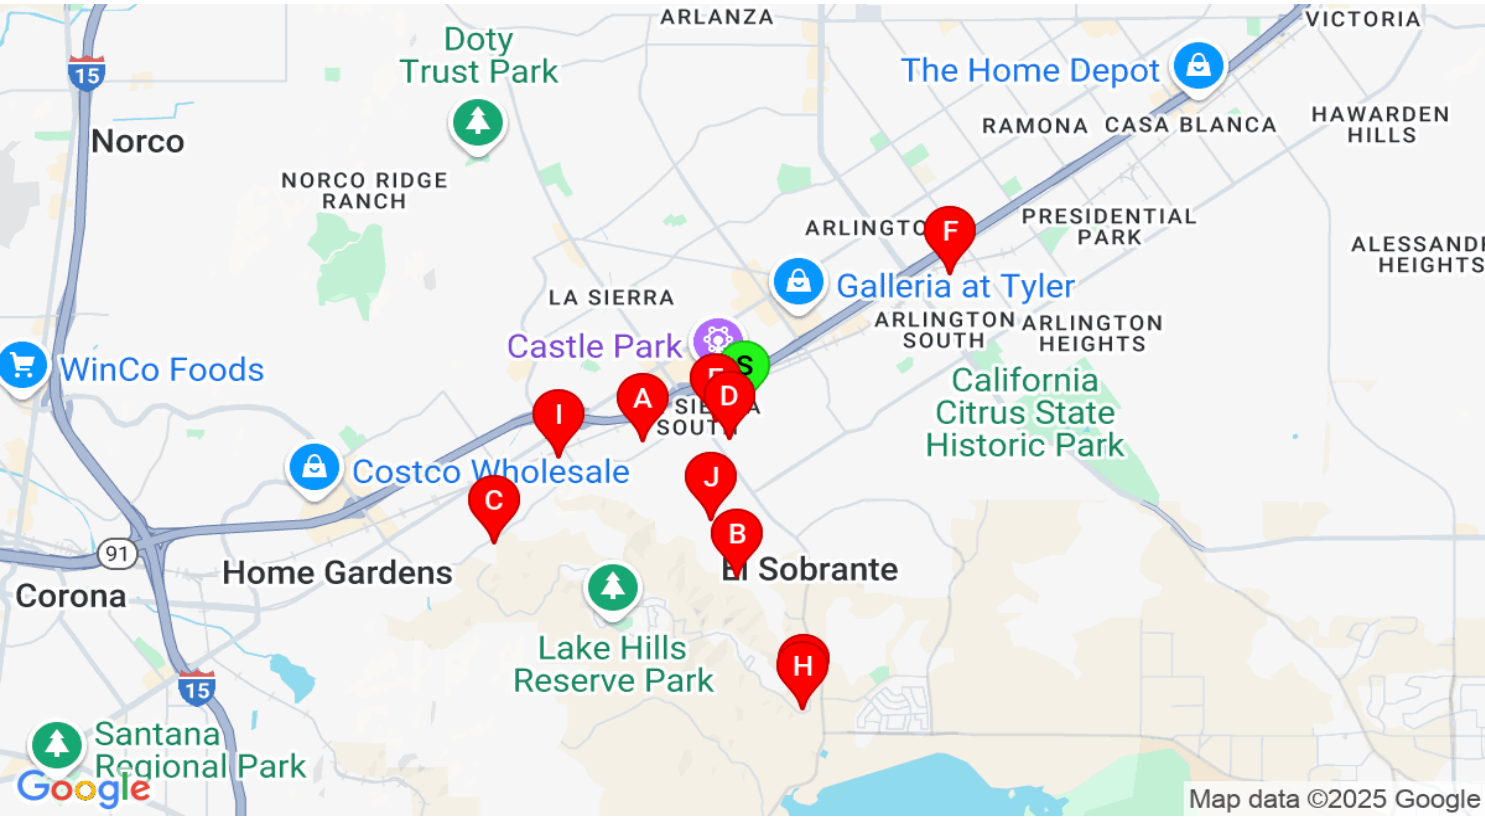 ARLANZA
VICTORIA
Doty
Trust Park
15
The Home Depot
Norco
RAMONA
CASA BLANCA
HAWARDEN
HILLS
NORCO RIDGE
RANCH
PRESIDENTIAL
PARK
ARLINGTO
F
ALESSANDR
HEIGHTS
LA SIERRA
Galleria at Tyler
ARLINGTON
SOUTH
ARLINGTON
HEIGHTS
Castle Park
S
WinCo Foods
D
A
I
SOUTH
California
Citrus State
Historic Park
Costco Wholesale
J
C
B
91
Home Gardens
El Sobrante
Corona
Lake Hills
Reserve Park
H
15
Santana
Regional Park
Google
Map data ©2025 Google